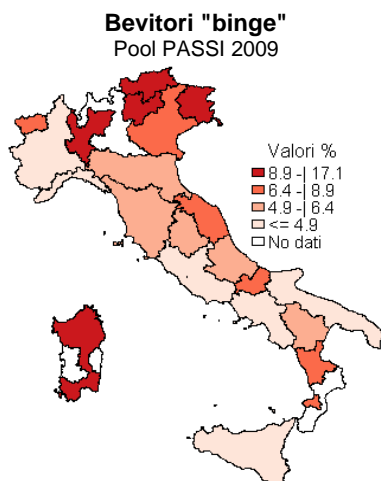 Bevitori "binge"
Pool PASSI 2009
Valori %
8.9 -| 17.1
6.4 -| 8.9
4.9 -| 6.4
<= 4.9
No dati